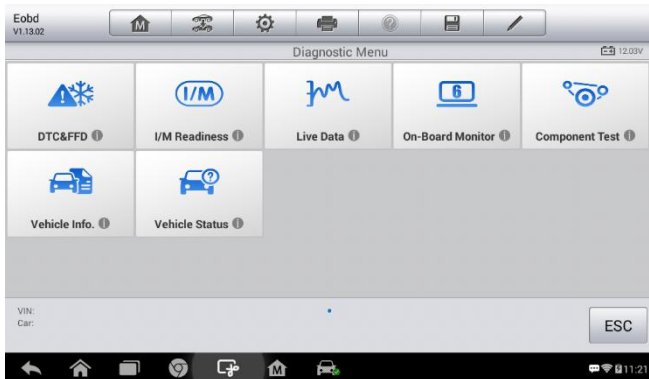 Eobd
V1.13.02
M
?
Diagnostic Menu
12.03V
DTC&FFD
I/M
I/M Readiness
Live Data
6
On-Board Monitor
Component Test
Vehicle Info.
?
Vehicle Status
VIN:
Car:
ESC
M
11:21